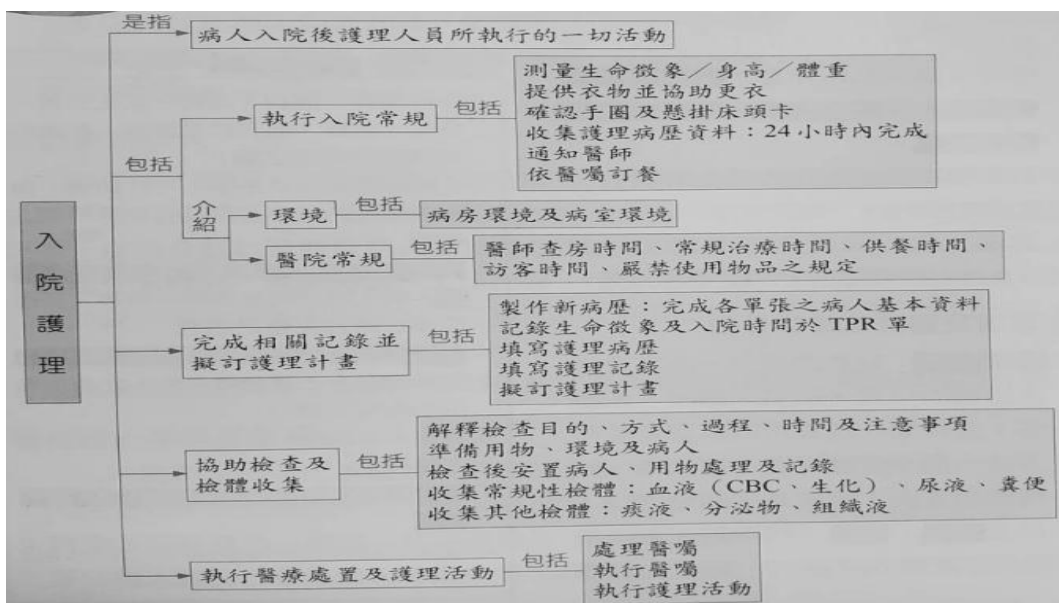 入院護理
是指
病人入院後護理人員所執行的一切活動
包括
執行入院常規
包括
測量生命徵象／身高／體重
提供衣物並協助更衣
確認手圈及懸掛床頭卡
收集護理病歷資料：24小時內完成
通知醫師
依醫囑訂餐
介紹
環境
包括
病房環境及病室環境
醫院常規
包括
醫師查房時間、常規治療時間、供餐時間、
訪客時間、嚴禁使用物品之規定
完成相關記錄並
擬訂護理計畫
包括
製作新病歷：完成各單張之病人基本資料
記錄生命徵象及入院時間於 TPR 單
填寫護理病歷
填寫護理記錄
擬訂護理計畫
協助檢查及
檢體收集
包括
解釋檢查目的、方式、過程、時間及注意事項
準備用物、環境及病人
檢查後安置病人、用物處理及記錄
收集常規性檢體：血液（CBC、生化）、尿液、糞便
收集其他檢體：痰液、分泌物、組織液
執行醫療處置及護理活動
包括
處理醫囑
執行醫囑
執行護理活動